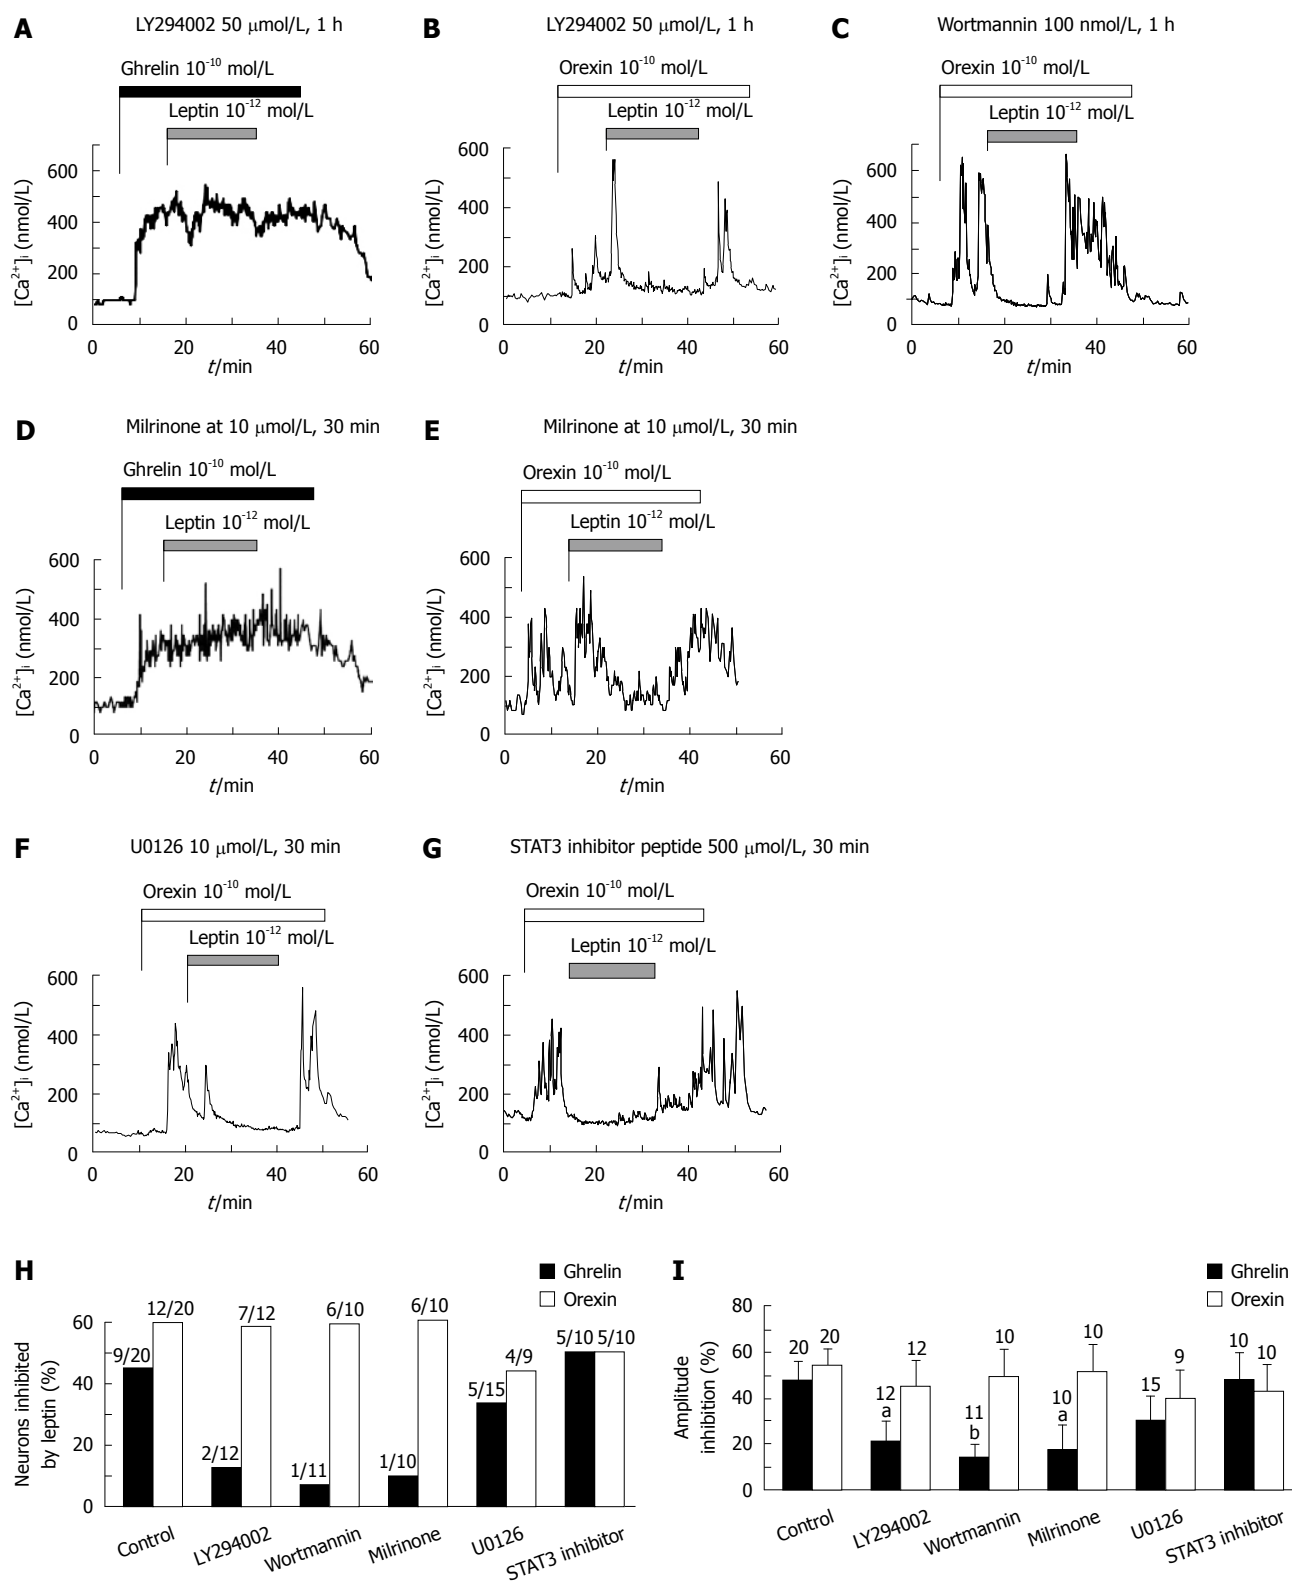 A LY294002 50 μmol/L, 1 h
Ghrelin 10⁻¹⁰ mol/L
Leptin 10⁻¹² mol/L
[Ca²⁺]ᵢ (nmol/L)
600
400
200
0
0 20 40 60
t/min
B LY294002 50 μmol/L, 1 h
Orexin 10⁻¹⁰ mol/L
Leptin 10⁻¹² mol/L
[Ca²⁺]ᵢ (nmol/L)
600
400
200
0
0 20 40 60
t/min
C Wortmannin 100 nmol/L, 1 h
Orexin 10⁻¹⁰ mol/L
Leptin 10⁻¹² mol/L
[Ca²⁺]ᵢ (nmol/L)
600
400
200
0
0 20 40 60
t/min
D Milrinone at 10 μmol/L, 30 min
Ghrelin 10⁻¹⁰ mol/L
Leptin 10⁻¹² mol/L
[Ca²⁺]ᵢ (nmol/L)
600
400
200
0
0 20 40 60
t/min
E Milrinone at 10 μmol/L, 30 min
Orexin 10⁻¹⁰ mol/L
Leptin 10⁻¹² mol/L
[Ca²⁺]ᵢ (nmol/L)
600
400
200
0
0 20 40 60
t/min
F U0126 10 μmol/L, 30 min
Orexin 10⁻¹⁰ mol/L
Leptin 10⁻¹² mol/L
[Ca²⁺]ᵢ (nmol/L)
600
400
200
0
0 20 40 60
t/min
G STAT3 inhibitor peptide 500 μmol/L, 30 min
Orexin 10⁻¹⁰ mol/L
Leptin 10⁻¹² mol/L
[Ca²⁺]ᵢ (nmol/L)
600
400
200
0
0 20 40 60
t/min
H
Ghrelin
Orexin
Neurons inhibited
by leptin (%)
60
40
20
0
9/20 12/20
2/12 7/12
1/11 6/10
1/10 6/10
5/15 4/9
5/10 5/10
Control LY294002 Wortmannin Milrinone U0126 STAT3 inhibitor
I
Ghrelin
Orexin
Amplitude
inhibition (%)
80
60
40
20
0
20 20
12 12
a
11 10
b
10 10
a
15 9
10 10
Control LY294002 Wortmannin Milrinone U0126 STAT3 inhibitor